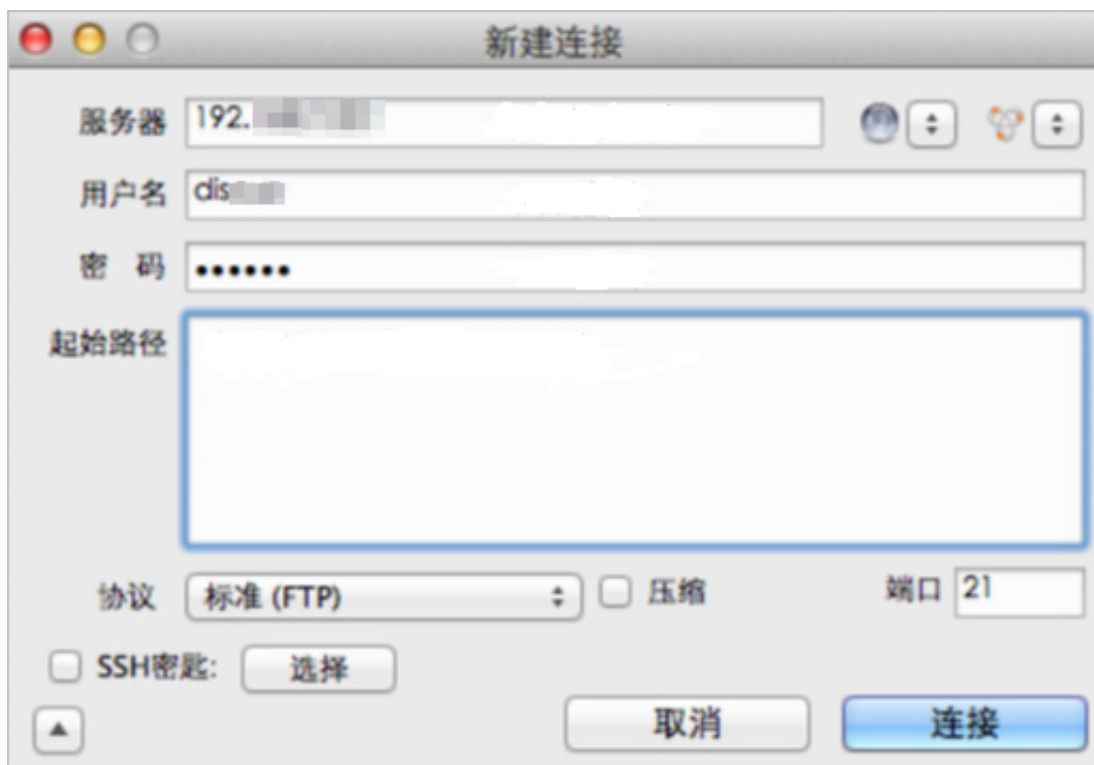 新建连接
服务器 192.
用户名 dis
密 码 ••••••
起始路径
协议 标准 (FTP) 压缩 端口 21
SSH密匙: 选择
取消 连接